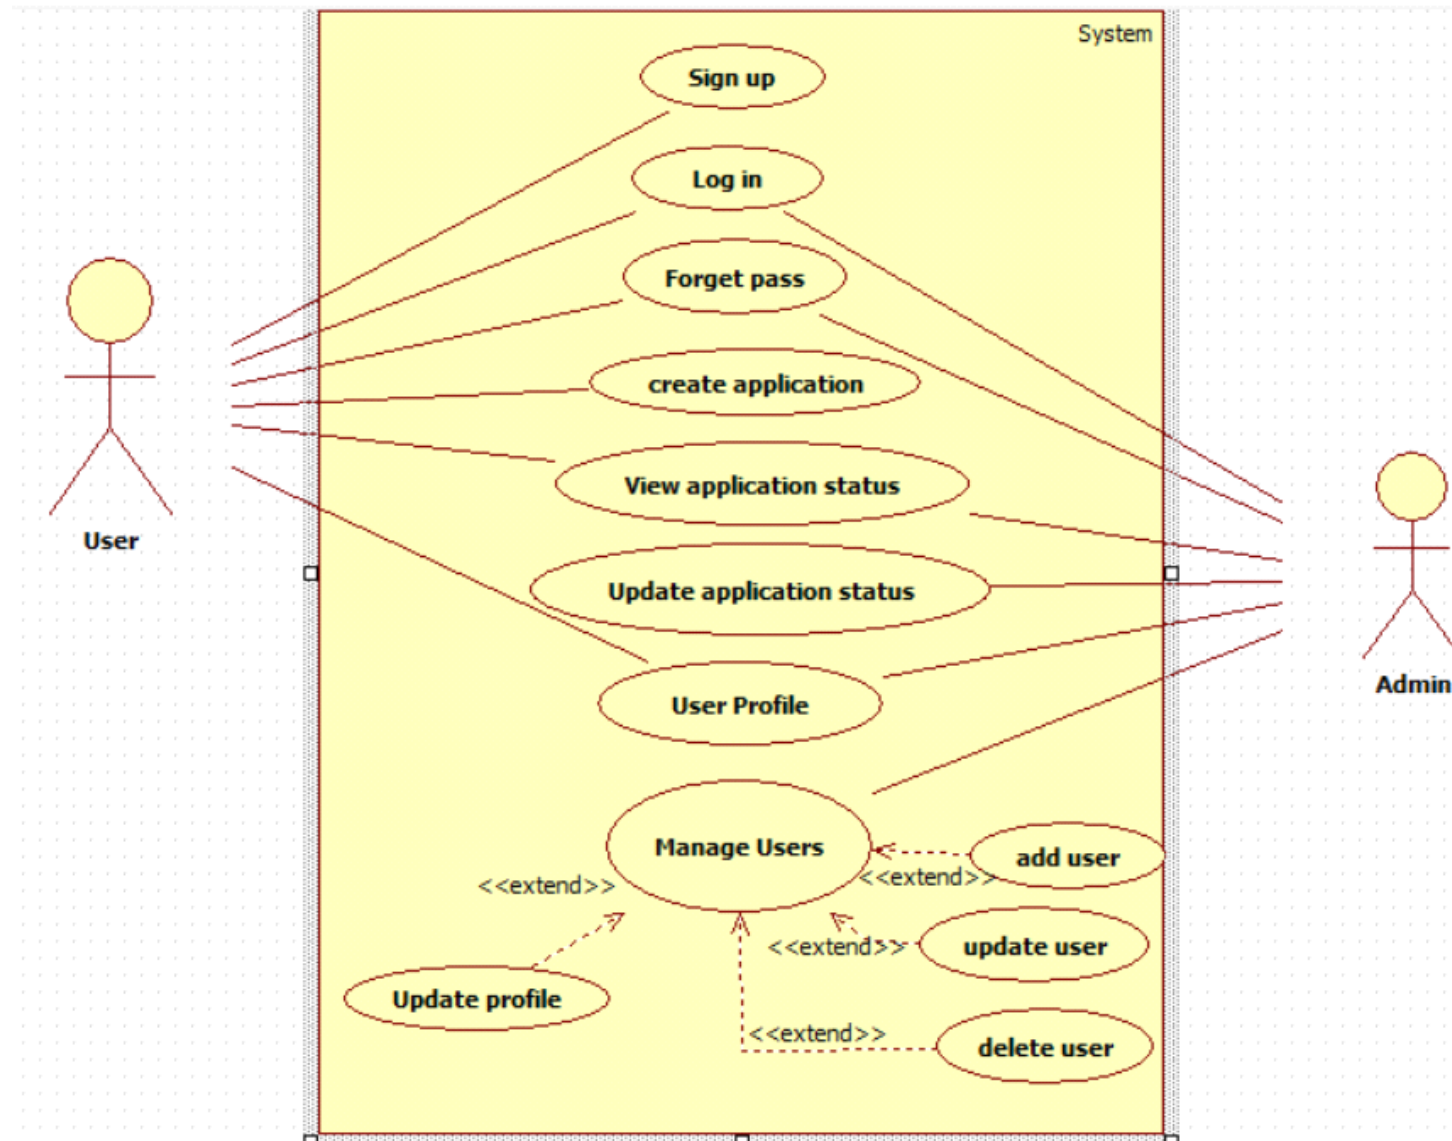 System
Sign up
Log in
Forget pass
create application
View application status
User
Update application status
Admin
User Profile
Manage Users
add user
<<extend>>
<<extend>>
update user
<<extend>>
Update profile
<<extend>>
delete user